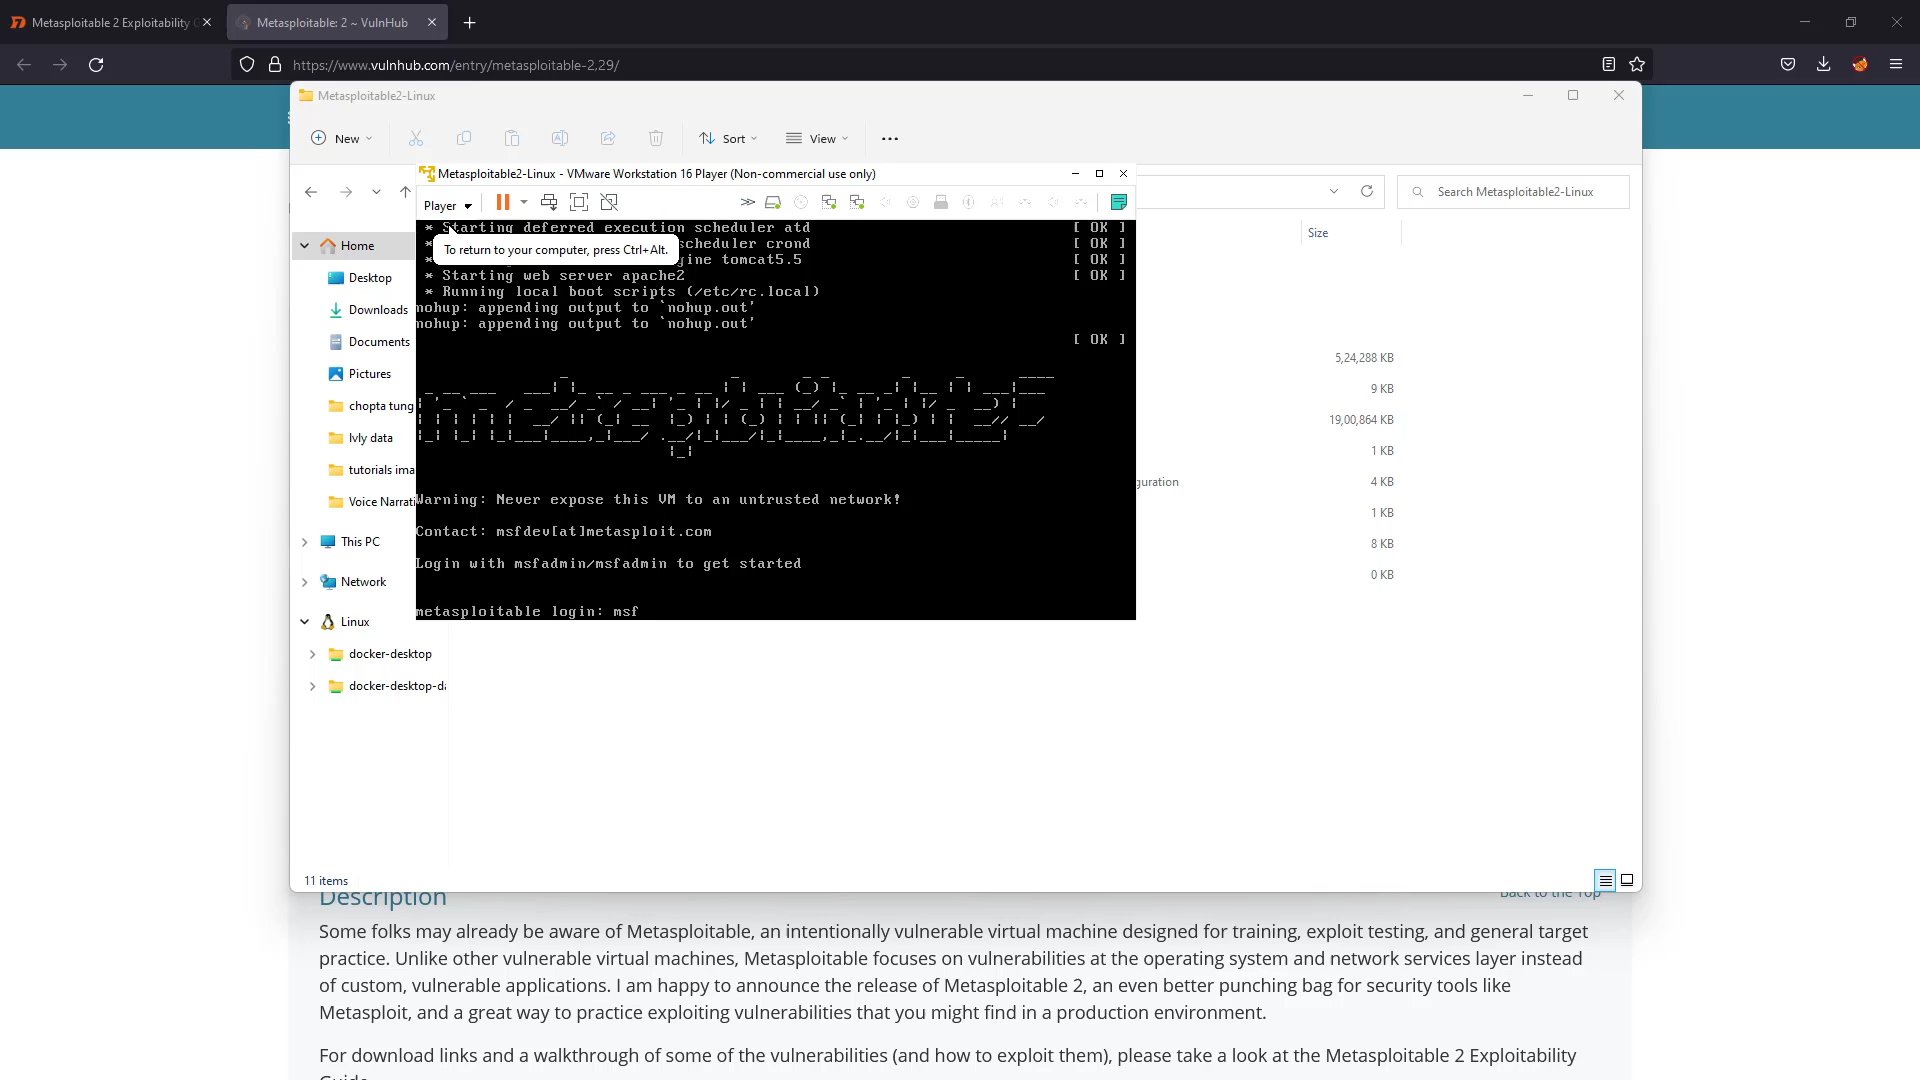 Metasploitable 2 Exploitability G
Metasploitable: 2 ~ VulnHub
https://www.vulnhub.com/entry/metasploitable-2,29/
Metasploitable2-Linux
New
Sort
View
Metasploitable2-Linux - VMware Workstation 16 Player (Non-commercial use only)
Player
Search Metasploitable2-Linux
* Starting deferred execution scheduler atd [ OK ]
To return to your computer, press Ctrl+Alt.
* scheduler crond [ OK ]
* gine tomcat5.5 [ OK ]
* Starting web server apache2 [ OK ]
* Running local boot scripts (/etc/rc.local)
nohup: appending output to `nohup.out'
nohup: appending output to `nohup.out'
[ OK ]
metasploitable2
Warning: Never expose this VM to an untrusted network!
Contact: msfdev[at]metasploit.com
Login with msfadmin/msfadmin to get started
metasploitable login: msf
Home
Desktop
Downloads
Documents
Pictures
chopta tung
lvly data
tutorials ima
Voice Narrati
This PC
Network
Linux
docker-desktop
docker-desktop-da
Size
5,24,288 KB
9 KB
19,00,864 KB
1 KB
guration
4 KB
1 KB
8 KB
0 KB
11 items
Description
Back to the Top
Some folks may already be aware of Metasploitable, an intentionally vulnerable virtual machine designed for training, exploit testing, and general target
practice. Unlike other vulnerable virtual machines, Metasploitable focuses on vulnerabilities at the operating system and network services layer instead
of custom, vulnerable applications. I am happy to announce the release of Metasploitable 2, an even better punching bag for security tools like
Metasploit, and a great way to practice exploiting vulnerabilities that you might find in a production environment.
For download links and a walkthrough of some of the vulnerabilities (and how to exploit them), please take a look at the Metasploitable 2 Exploitability
Guide